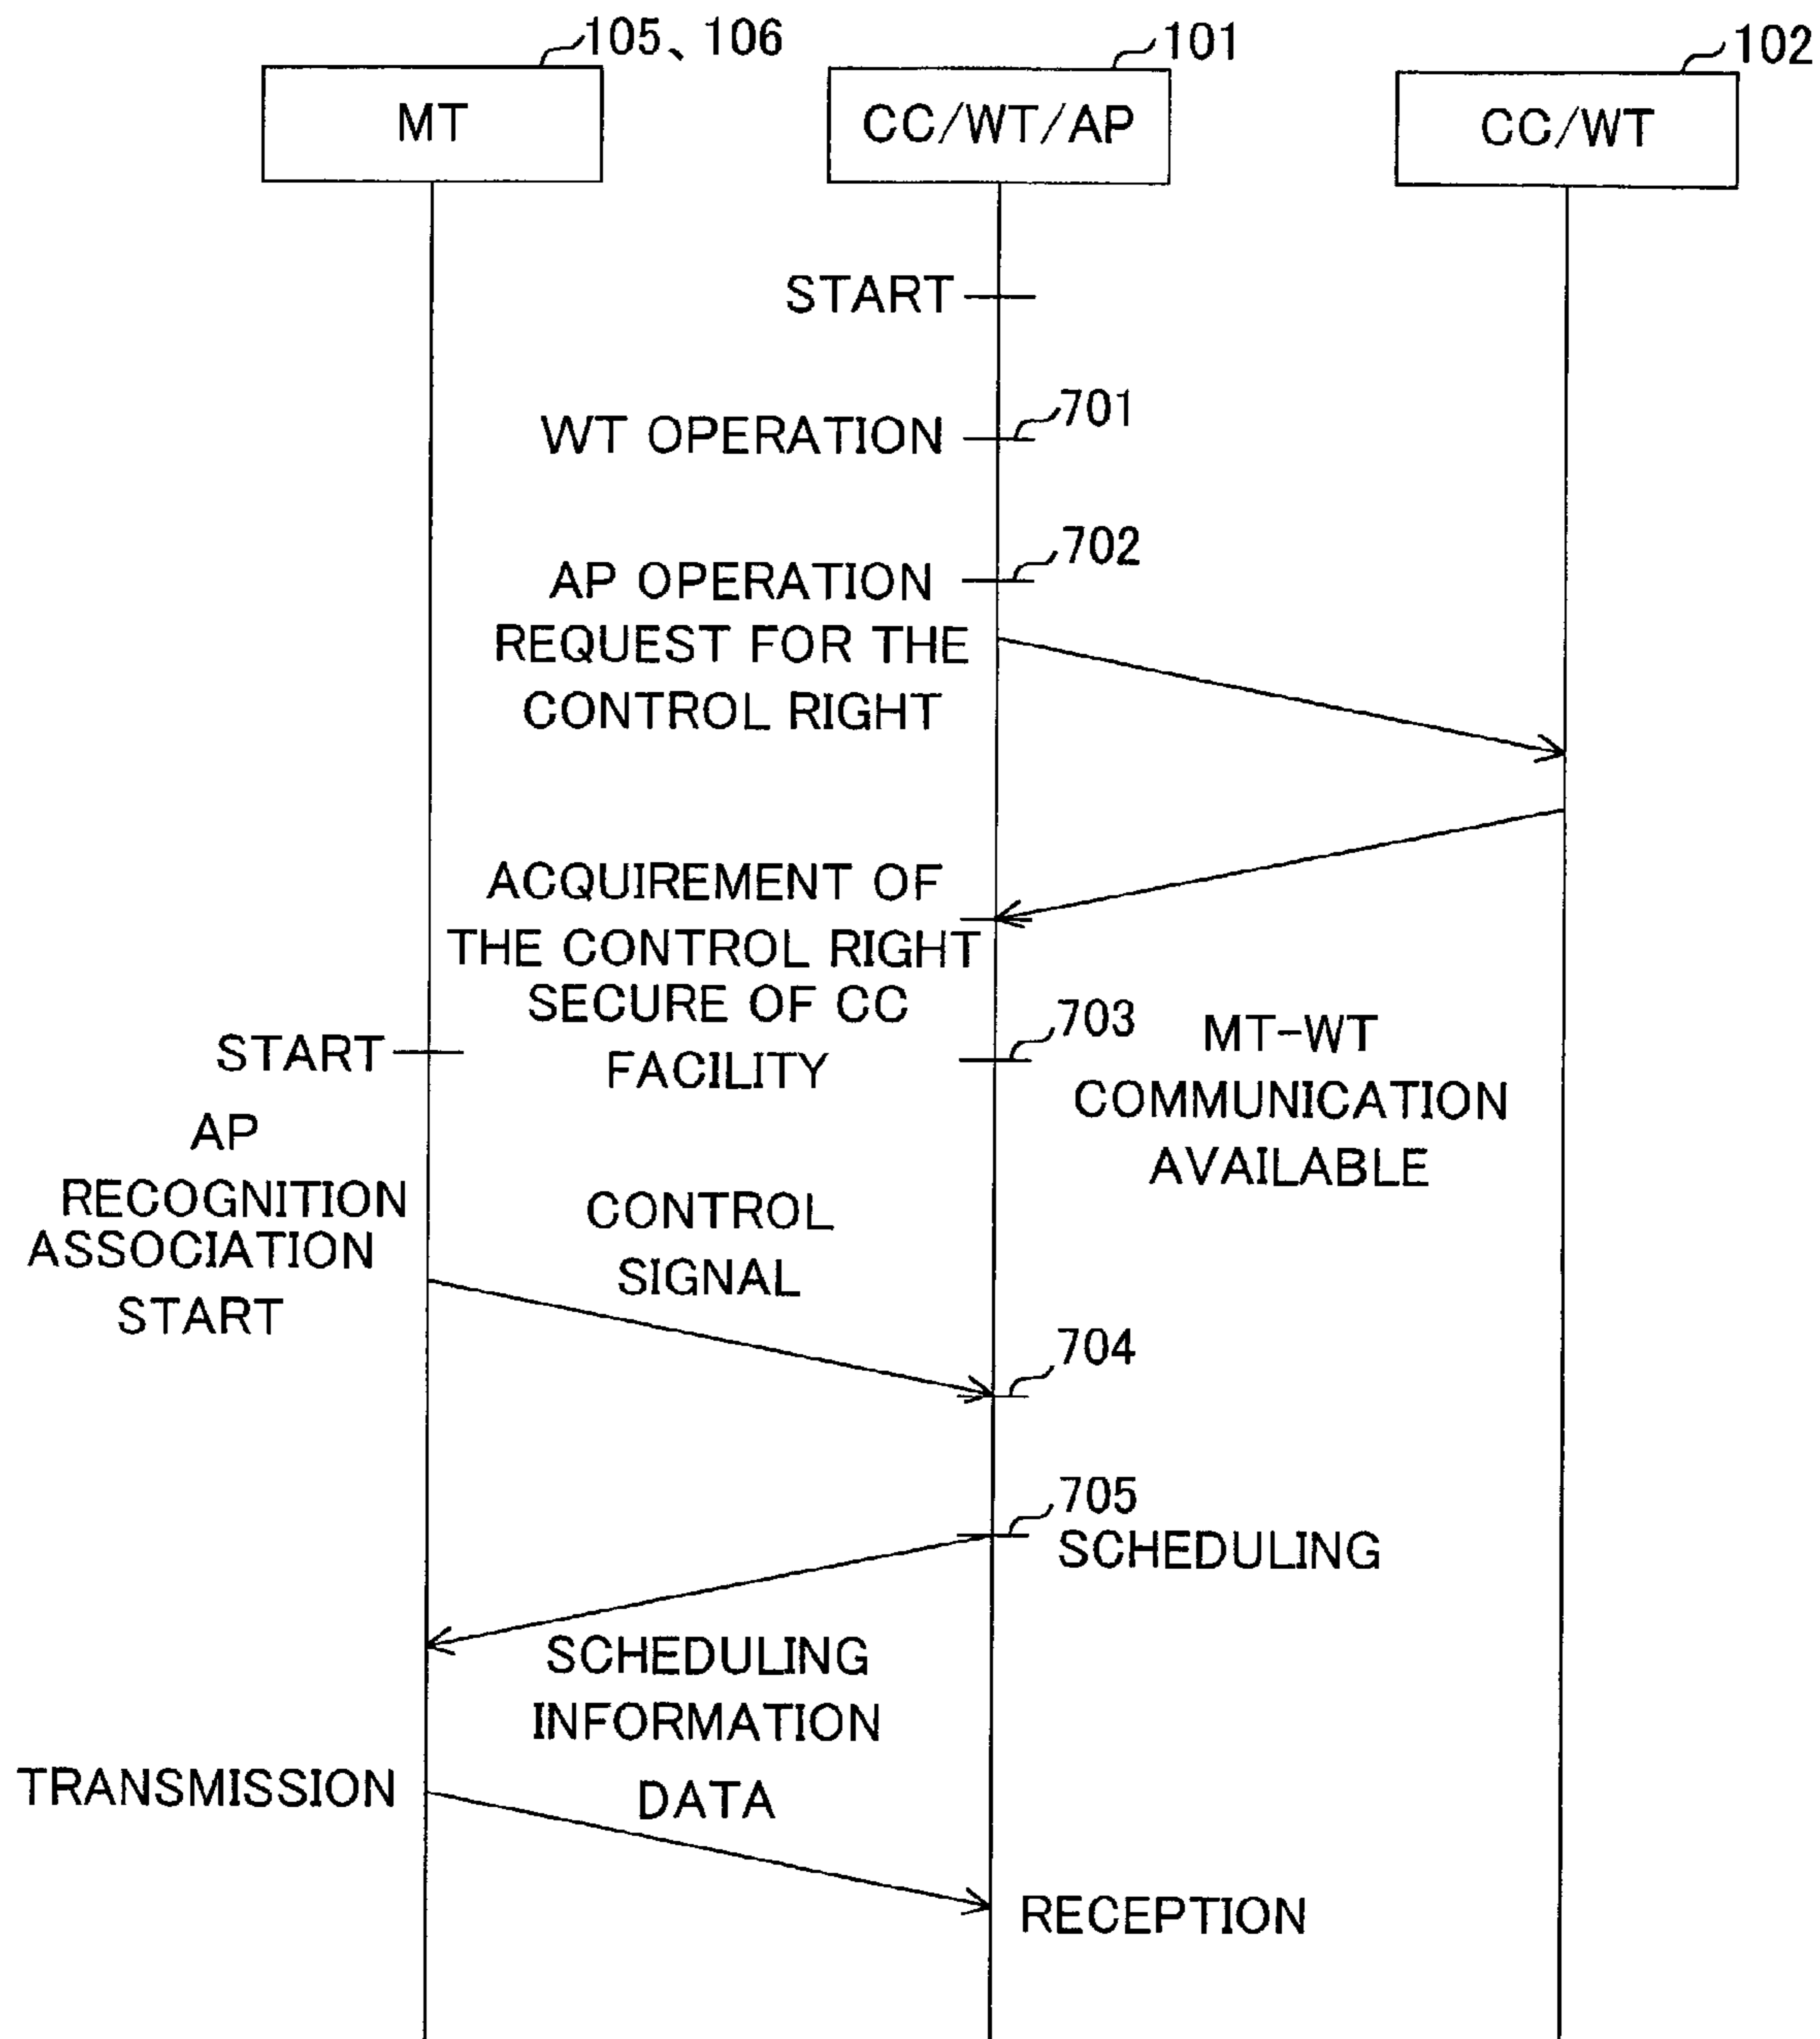 105、106
101
102
MT
CC/WT/AP
CC/WT
START
701
WT OPERATION
702
AP OPERATION
REQUEST FOR THE
CONTROL RIGHT
ACQUIREMENT OF
THE CONTROL RIGHT
SECURE OF CC
FACILITY
703
START
MT-WT
COMMUNICATION
AVAILABLE
AP
RECOGNITION
ASSOCIATION
START
CONTROL
SIGNAL
704
705
SCHEDULING
SCHEDULING
INFORMATION
TRANSMISSION
DATA
RECEPTION